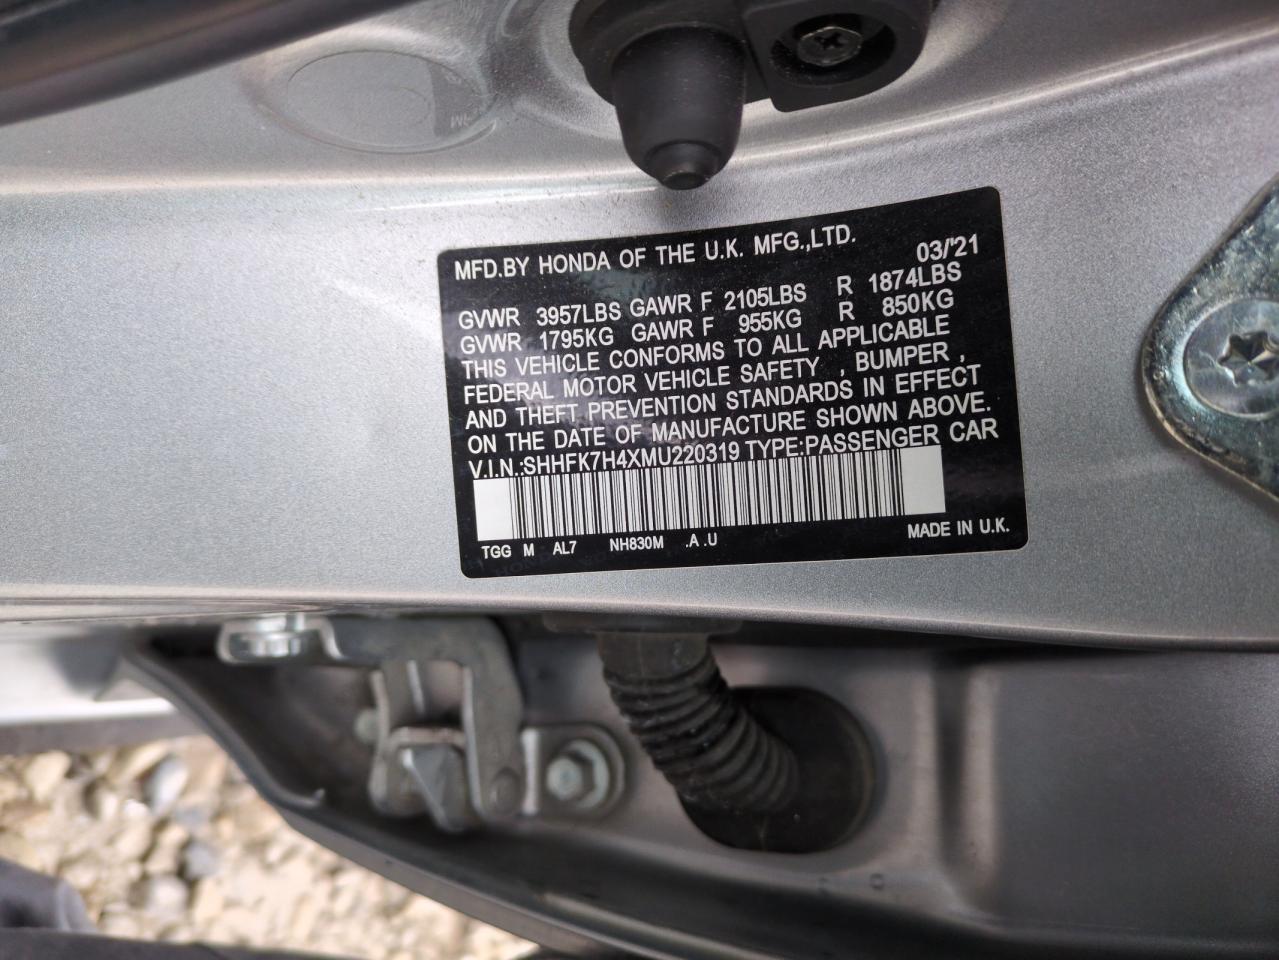 MFD.BY HONDA OF THE U.K. MFG.,LTD. 03/'21
GVWR 3957LBS GAWR F 2105LBS R 1874LBS
GVWR 1795KG GAWR F 955KG R 850KG
THIS VEHICLE CONFORMS TO ALL APPLICABLE
FEDERAL MOTOR VEHICLE SAFETY , BUMPER ,
AND THEFT PREVENTION STANDARDS IN EFFECT
ON THE DATE OF MANUFACTURE SHOWN ABOVE.
V.I.N.:SHHFK7H4XMU220319 TYPE:PASSENGER CAR
TGG M AL7 NH830M .A .U MADE IN U.K.